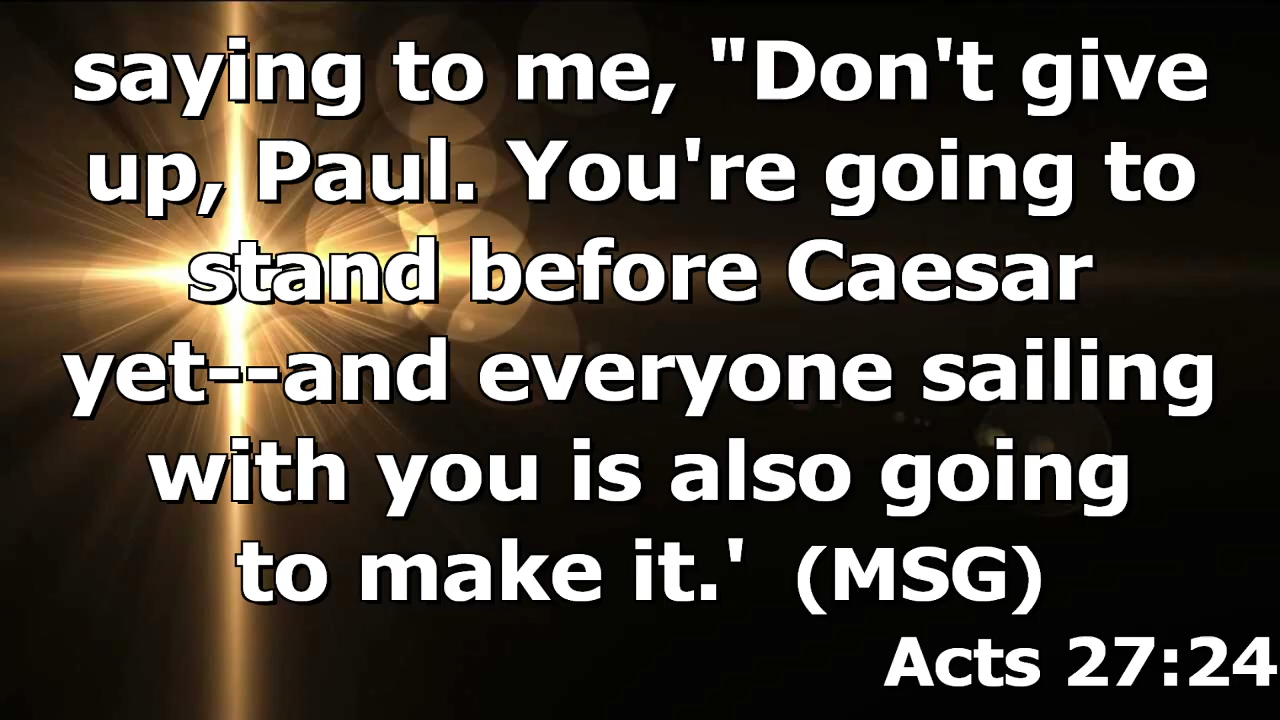 saying to me, "Don't give
up, Paul. You're going to
stand before Caesar
yet--and everyone sailing
with you is also going
to make it.' (MSG)
Acts 27:24